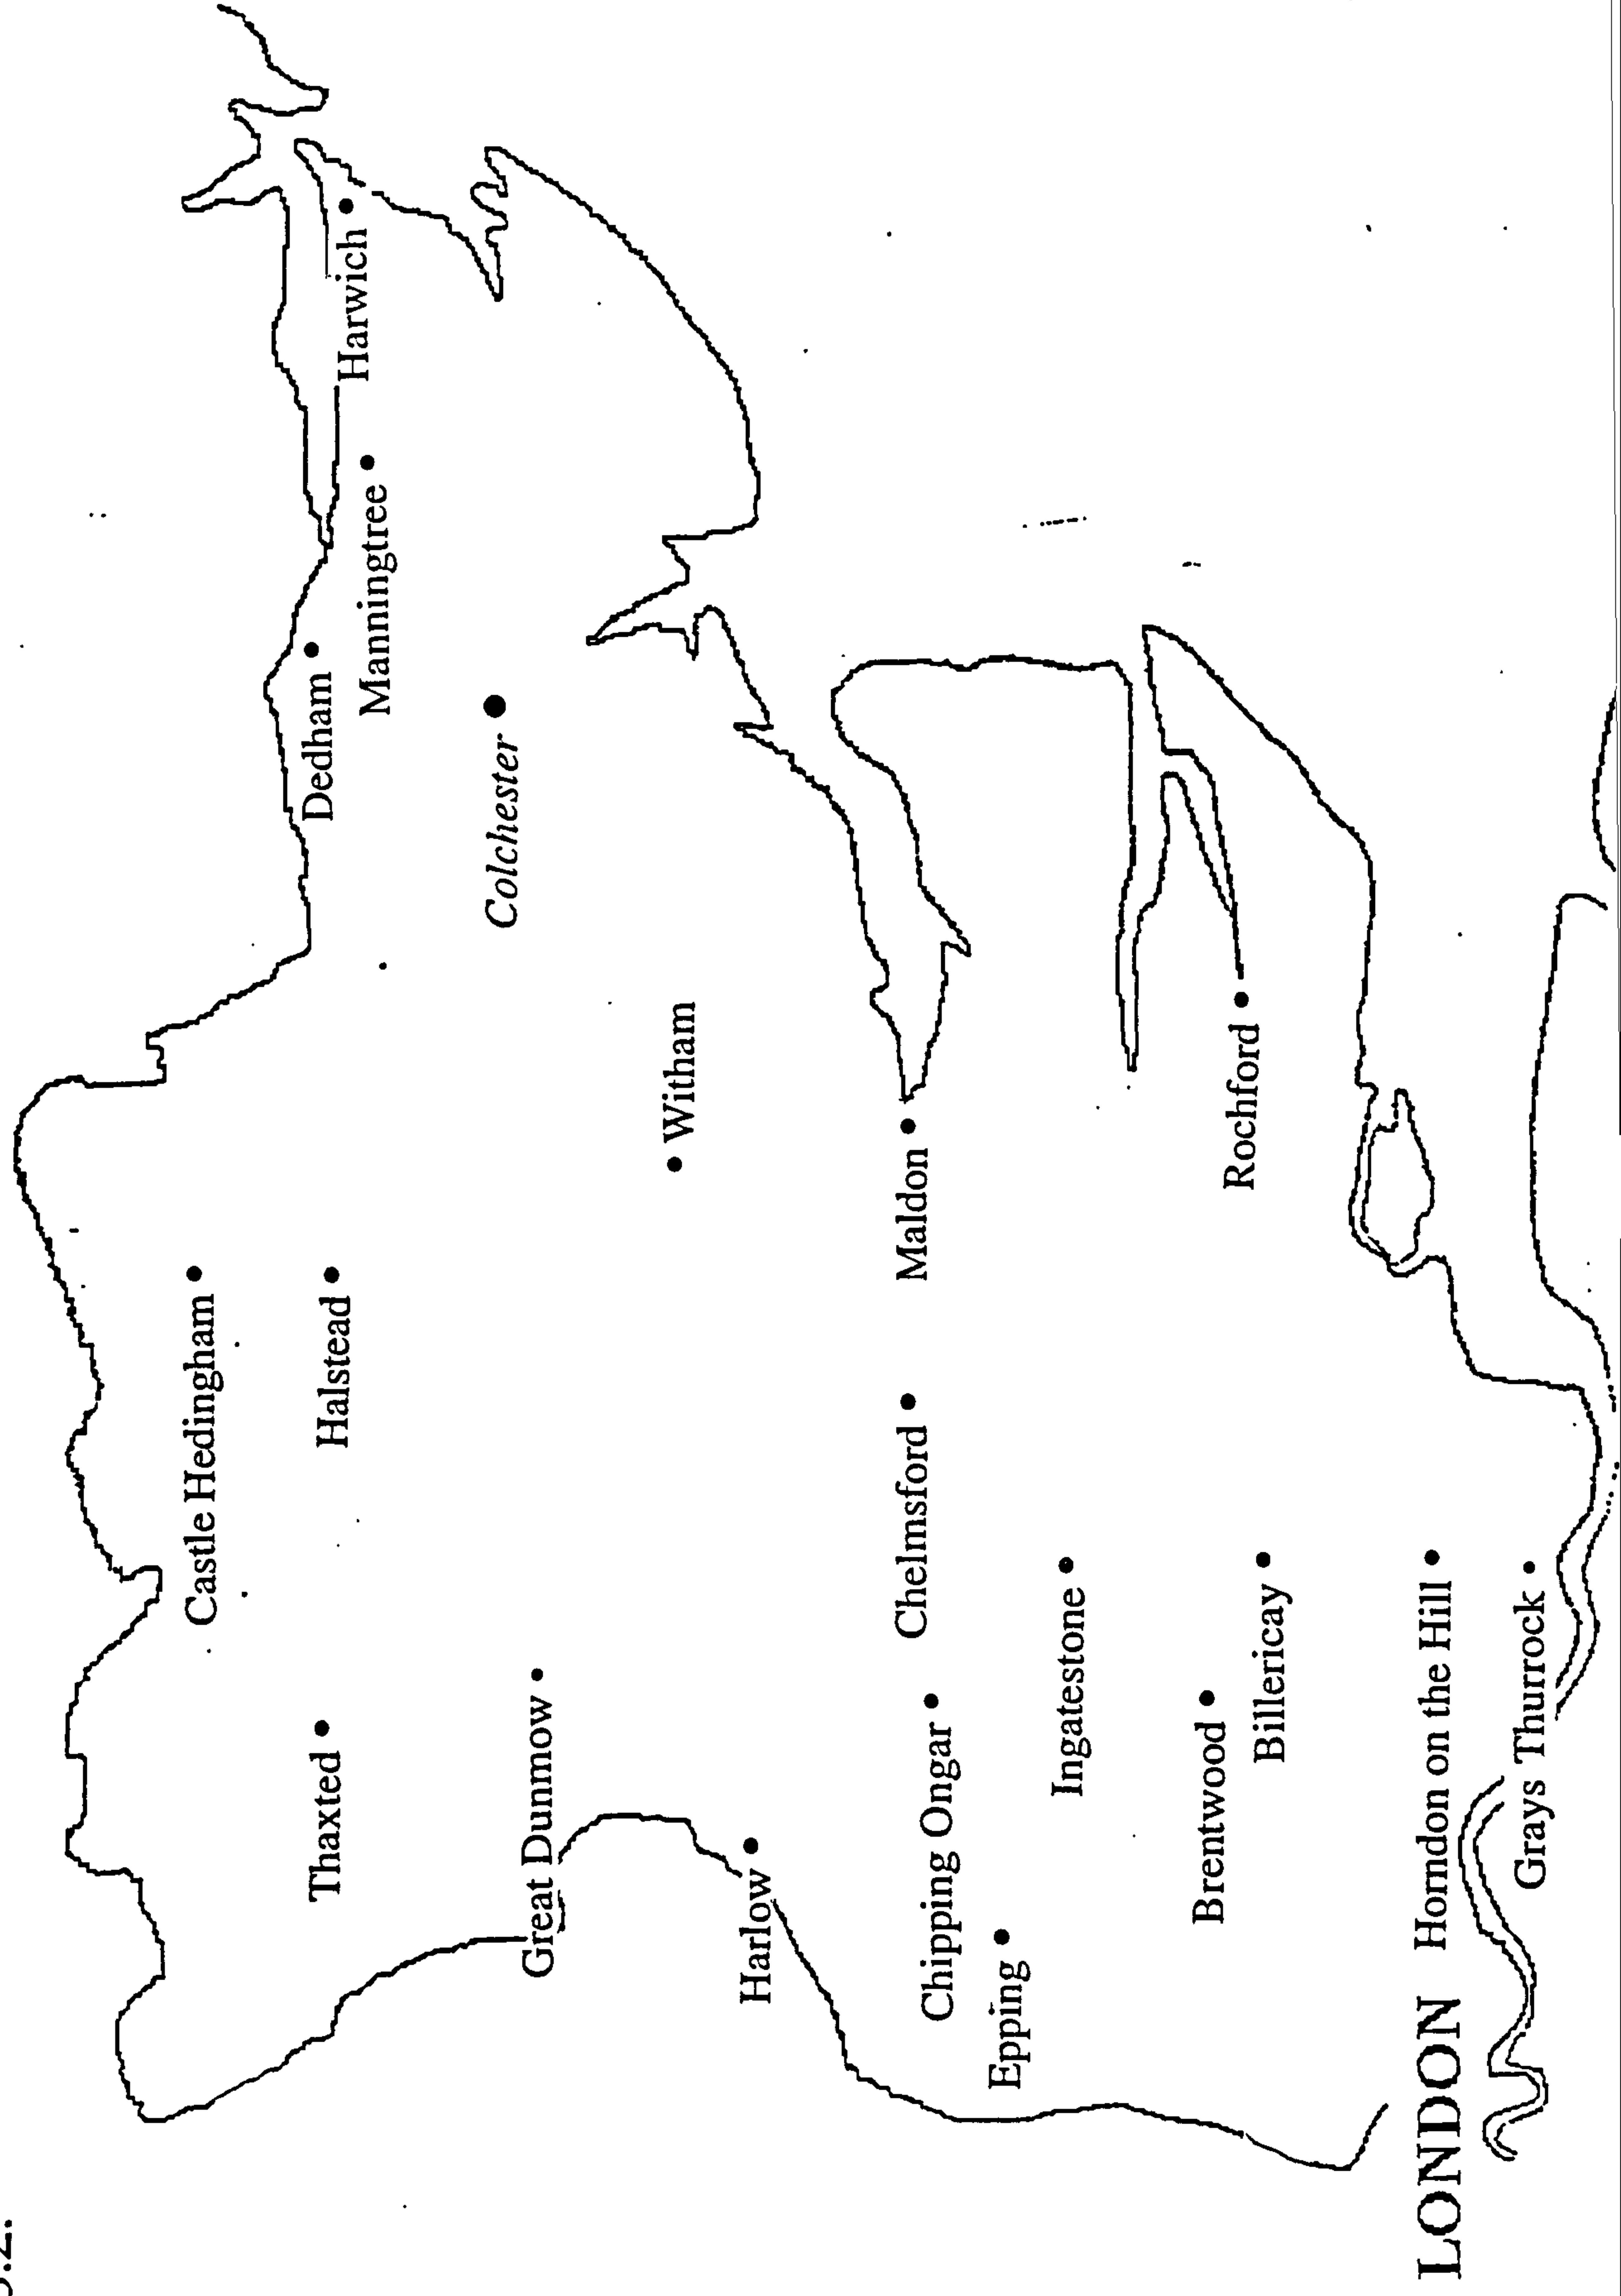 Castle Hedingham
Dedham
Thaxted
Halstead
Harwich
Manningtree
Colchester
Great Dunmow
Witham
Harlow
Chelmsford
Maldon
Chipping Ongar
Epping
Ingatestone
Brentwood
Rochford
Billericay
LONDON
Horndon on the Hill
Grays Thurrock